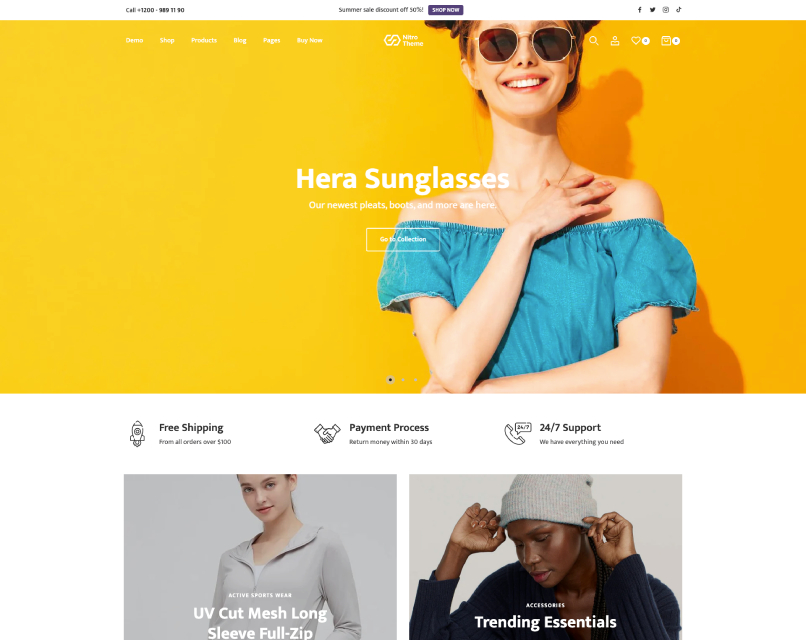 Call +1200 - 989 11 90
Summer sale discount off 50%!
SHOP NOW
Demo
Shop
Products
Blog
Pages
Buy Now
Nitro
Theme
0
0
Hera Sunglasses
Our newest pleats, boots, and more are here.
Go to Collection
Free Shipping
From all orders over $100
Payment Process
Return money within 30 days
24/7
24/7 Support
We have everything you need
ACTIVE SPORTS WEAR
UV Cut Mesh Long
Sleeve Full-Zip
ACCESSORIES
Trending Essentials